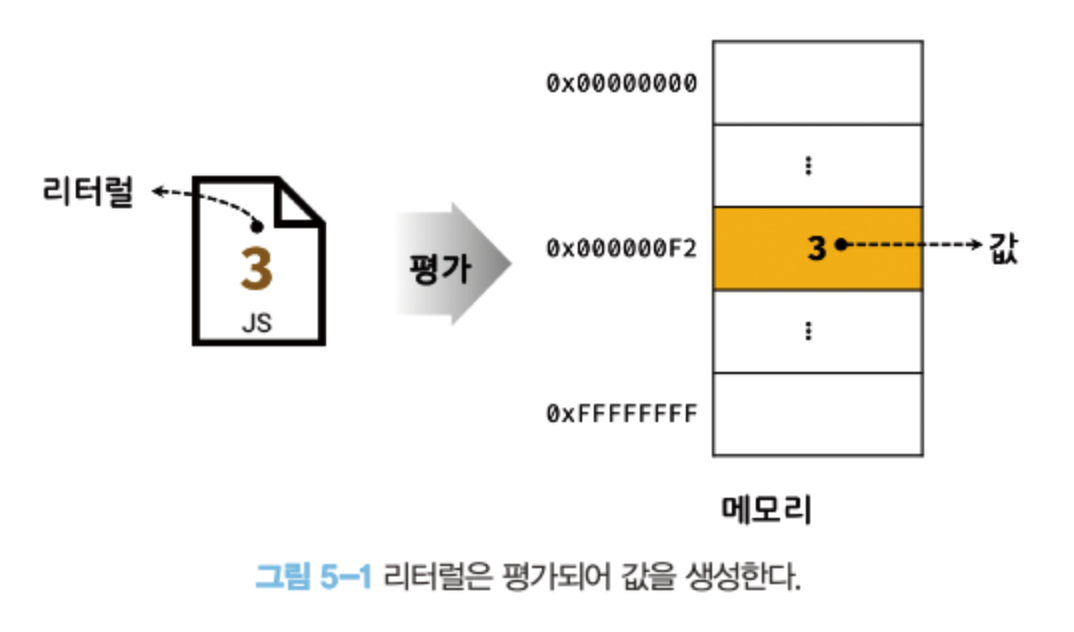 리터럴
3
JS
평가
0x00000000
⋮
0x000000F2
3
값
⋮
0xFFFFFFFF
메모리
그림 5-1 리터럴은 평가되어 값을 생성한다.